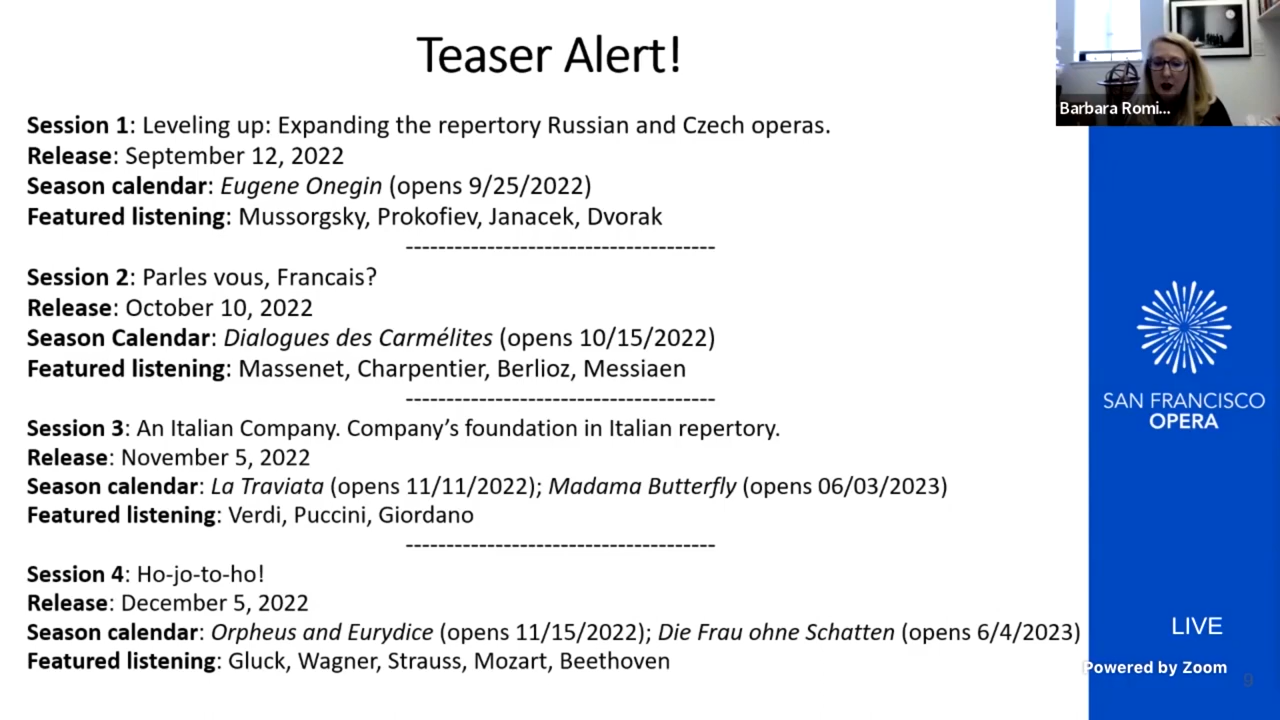 Teaser Alert!
Barbara Romi...
Session 1: Leveling up: Expanding the repertory Russian and Czech operas.
Release: September 12, 2022
Season calendar: Eugene Onegin (opens 9/25/2022)
Featured listening: Mussorgsky, Prokofiev, Janacek, Dvorak
------------------------------------
Session 2: Parles vous, Francais?
Release: October 10, 2022
Season Calendar: Dialogues des Carmélites (opens 10/15/2022)
Featured listening: Massenet, Charpentier, Berlioz, Messiaen
------------------------------------
Session 3: An Italian Company. Company’s foundation in Italian repertory.
Release: November 5, 2022
Season calendar: La Traviata (opens 11/11/2022); Madama Butterfly (opens 06/03/2023)
Featured listening: Verdi, Puccini, Giordano
------------------------------------
Session 4: Ho-jo-to-ho!
Release: December 5, 2022
Season calendar: Orpheus and Eurydice (opens 11/15/2022); Die Frau ohne Schatten (opens 6/4/2023)
Featured listening: Gluck, Wagner, Strauss, Mozart, Beethoven
SAN FRANCISCO
OPERA
LIVE
Powered by Zoom
9